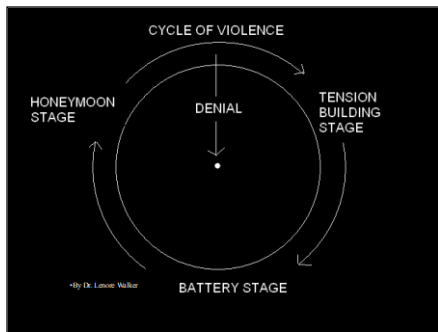 CYCLE OF VIOLENCE
HONEYMOON
STAGE
DENIAL
TENSION
BUILDING
STAGE
•By Dr. Lenore Walker
BATTERY STAGE